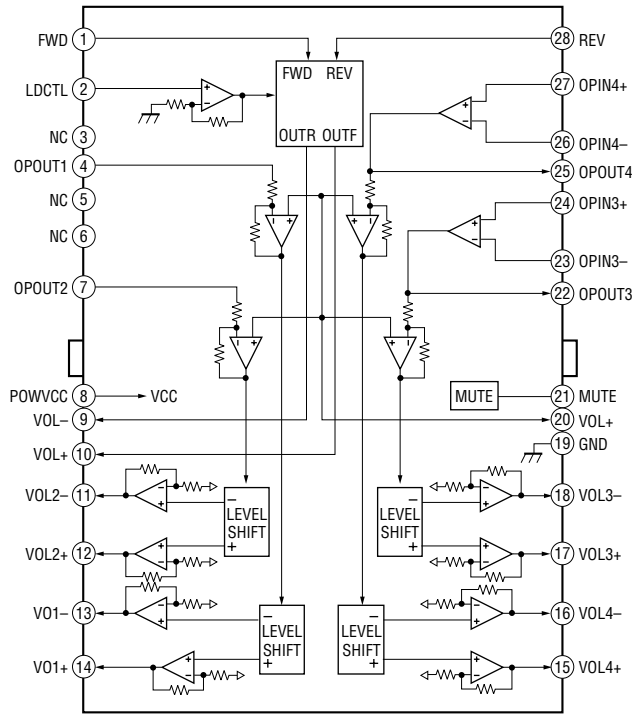 1 FWD
2 LDCTL
3 NC
4 OPOUT1
5 NC
6 NC
7 OPOUT2
8 POWVCC
VCC
9 VOL–
10 VOL+
11 VOL2–
12 VOL2+
13 VO1–
14 VO1+
28 REV
27 OPIN4+
26 OPIN4–
25 OPOUT4
24 OPIN3+
23 OPIN3–
22 OPOUT3
21 MUTE
20 VOL+
19 GND
18 VOL3–
17 VOL3+
16 VOL4–
15 VOL4+
FWD REV
OUTR OUTF
+
–
+
–
+
–
– +
+ –
– +
+ –
MUTE
–
LEVEL
SHIFT
+
–
LEVEL
SHIFT
+
–
LEVEL
SHIFT
+
–
LEVEL
SHIFT
+
–
+
+
–
–
+
+
–
–
+
+
–
–
+
+
–